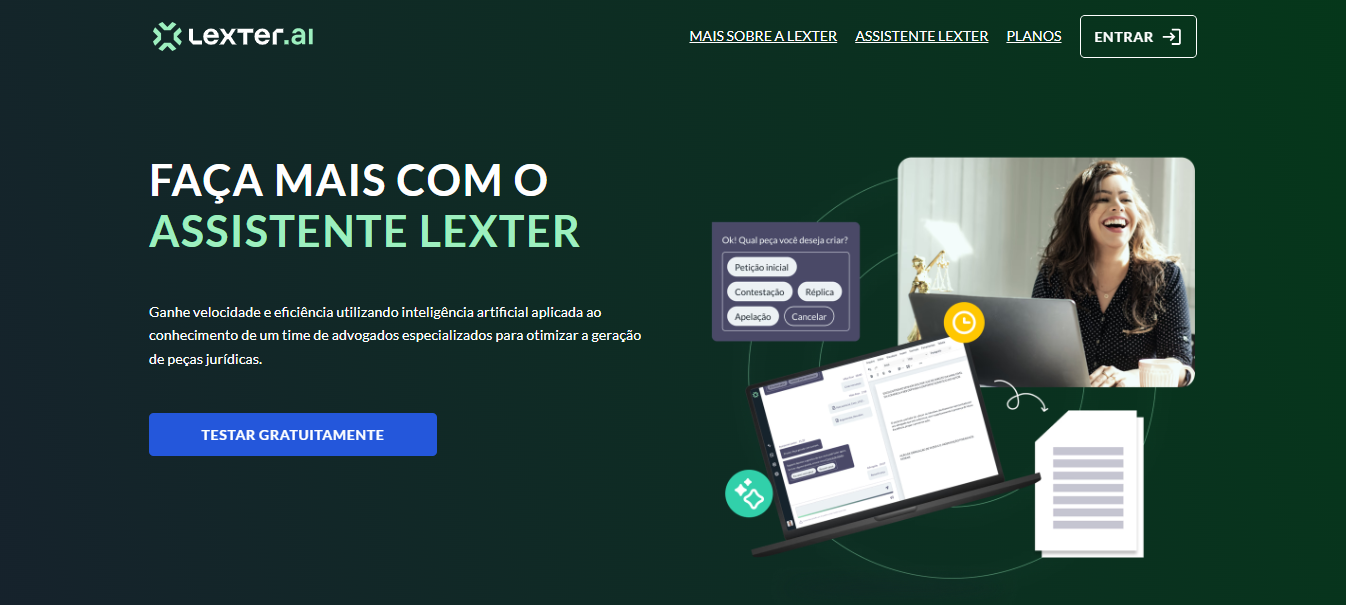 LEXTER.AI
MAIS SOBRE A LEXTER
ASSISTENTE LEXTER
PLANOS
ENTRAR
FAÇA MAIS COM O
ASSISTENTE LEXTER
Ganhe velocidade e eficiência utilizando inteligência artificial aplicada ao
conhecimento de um time de advogados especializados para otimizar a geração
de peças jurídicas.
TESTAR GRATUITAMENTE
Ok! Qual peça você deseja criar?
Petição inicial
Contestação
Réplica
Apelação
Cancelar